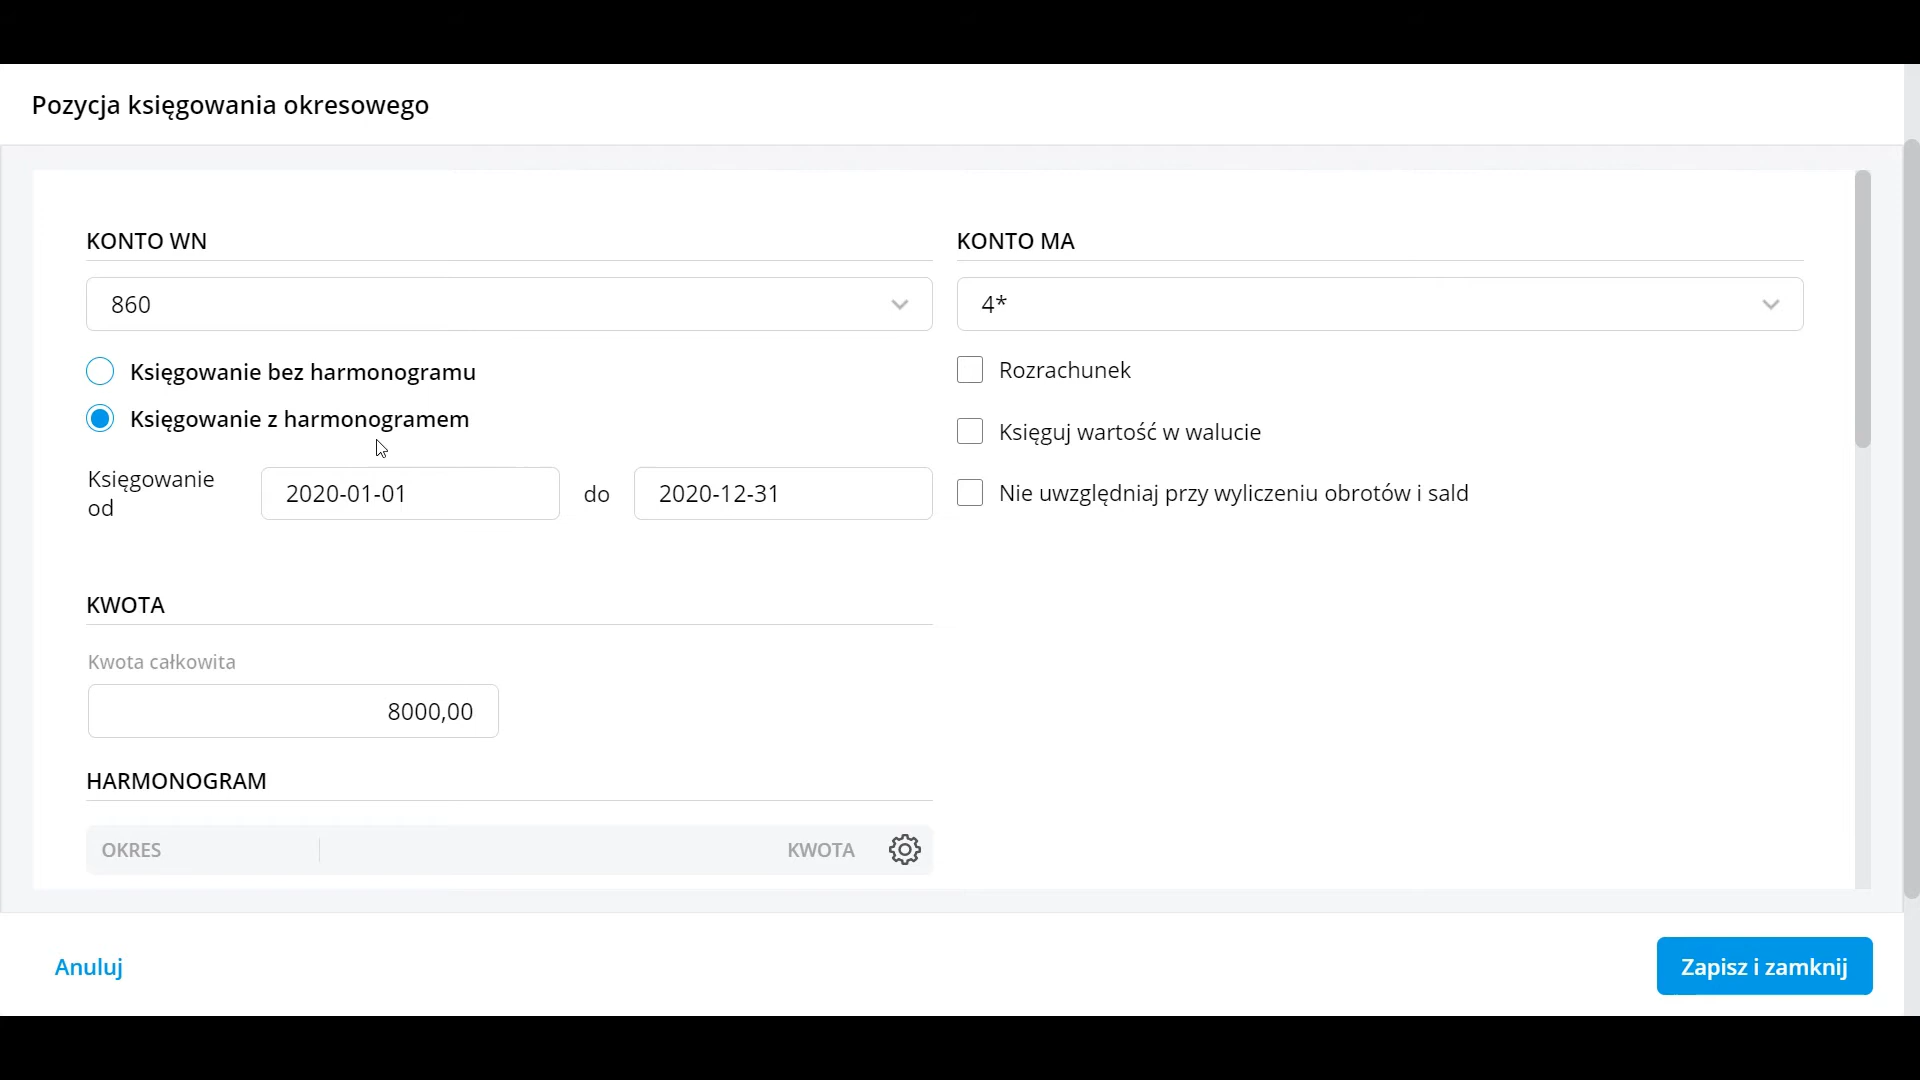 Pozycja księgowania okresowego
KONTO WN
860
Księgowanie bez harmonogramu
Księgowanie z harmonogramem
Księgowanie
od
2020-01-01
do
2020-12-31
KONTO MA
4*
Rozrachunek
Księguj wartość w walucie
Nie uwzględniaj przy wyliczeniu obrotów i sald
KWOTA
Kwota całkowita
8000,00
HARMONOGRAM
OKRES
KWOTA
Anuluj
Zapisz i zamknij